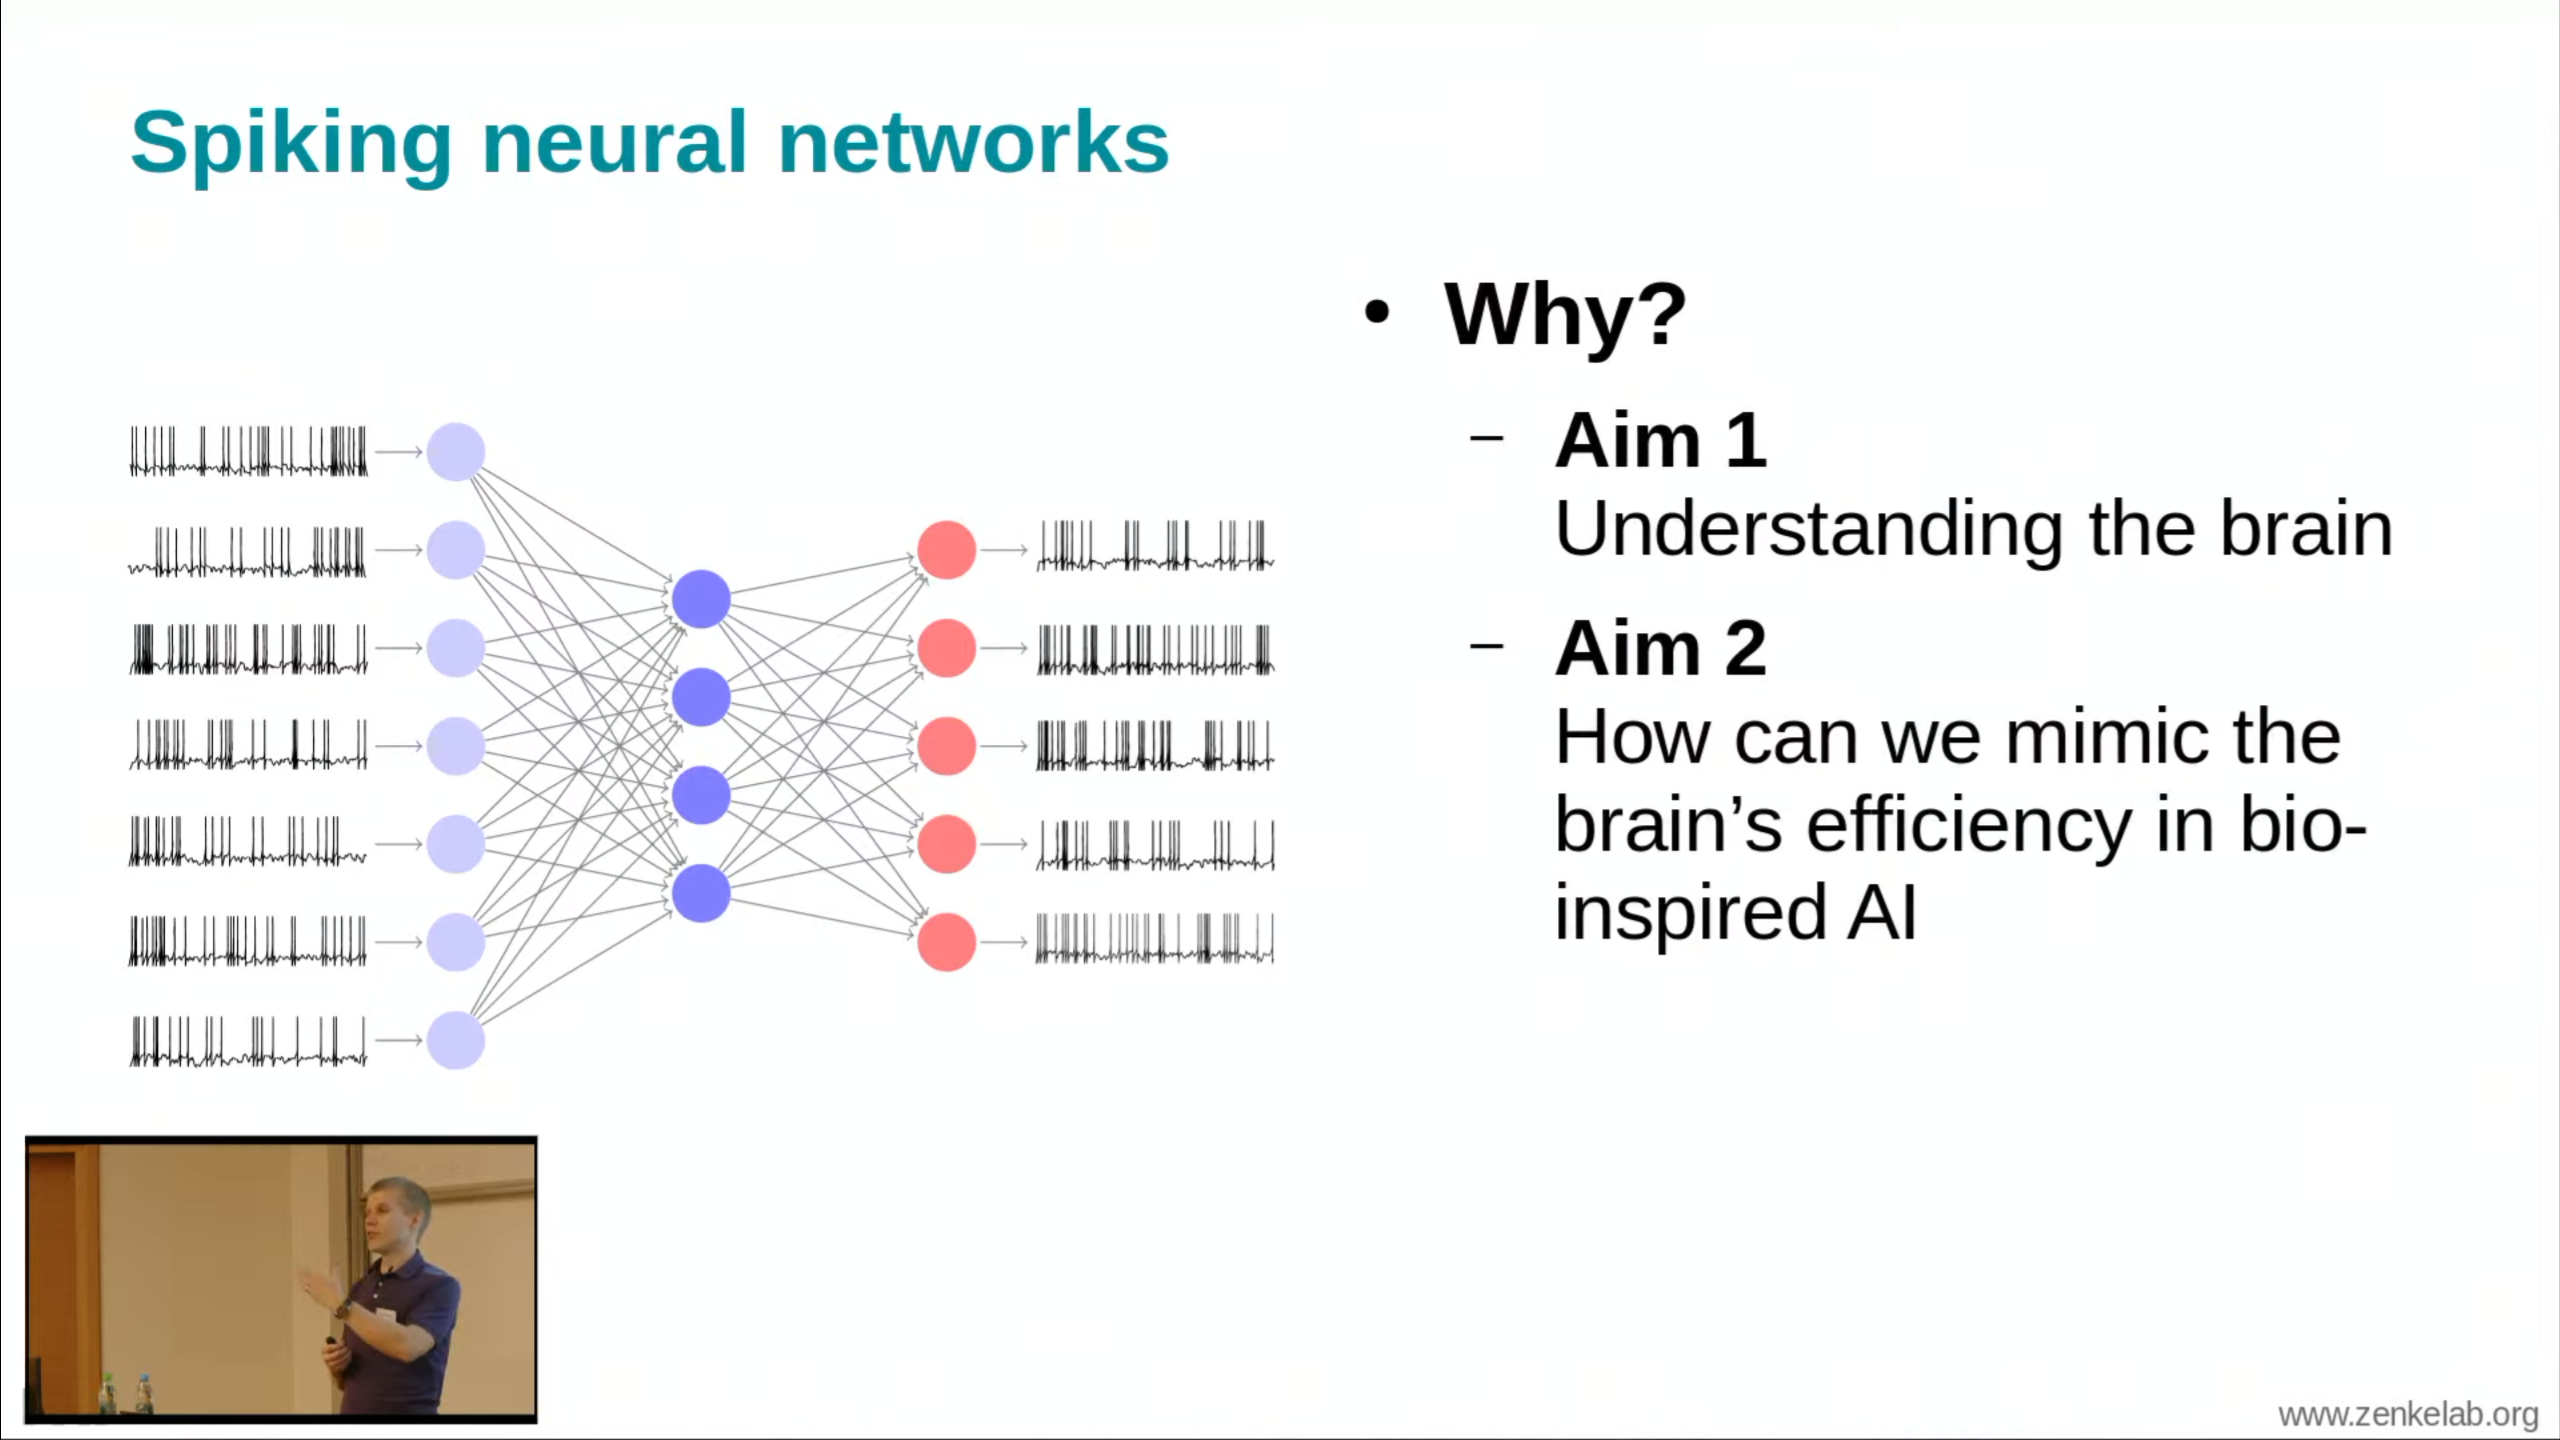 Spiking neural networks
• Why?
– Aim 1
Understanding the brain
– Aim 2
How can we mimic the
brain’s efficiency in bio-
inspired AI
www.zenkelab.org